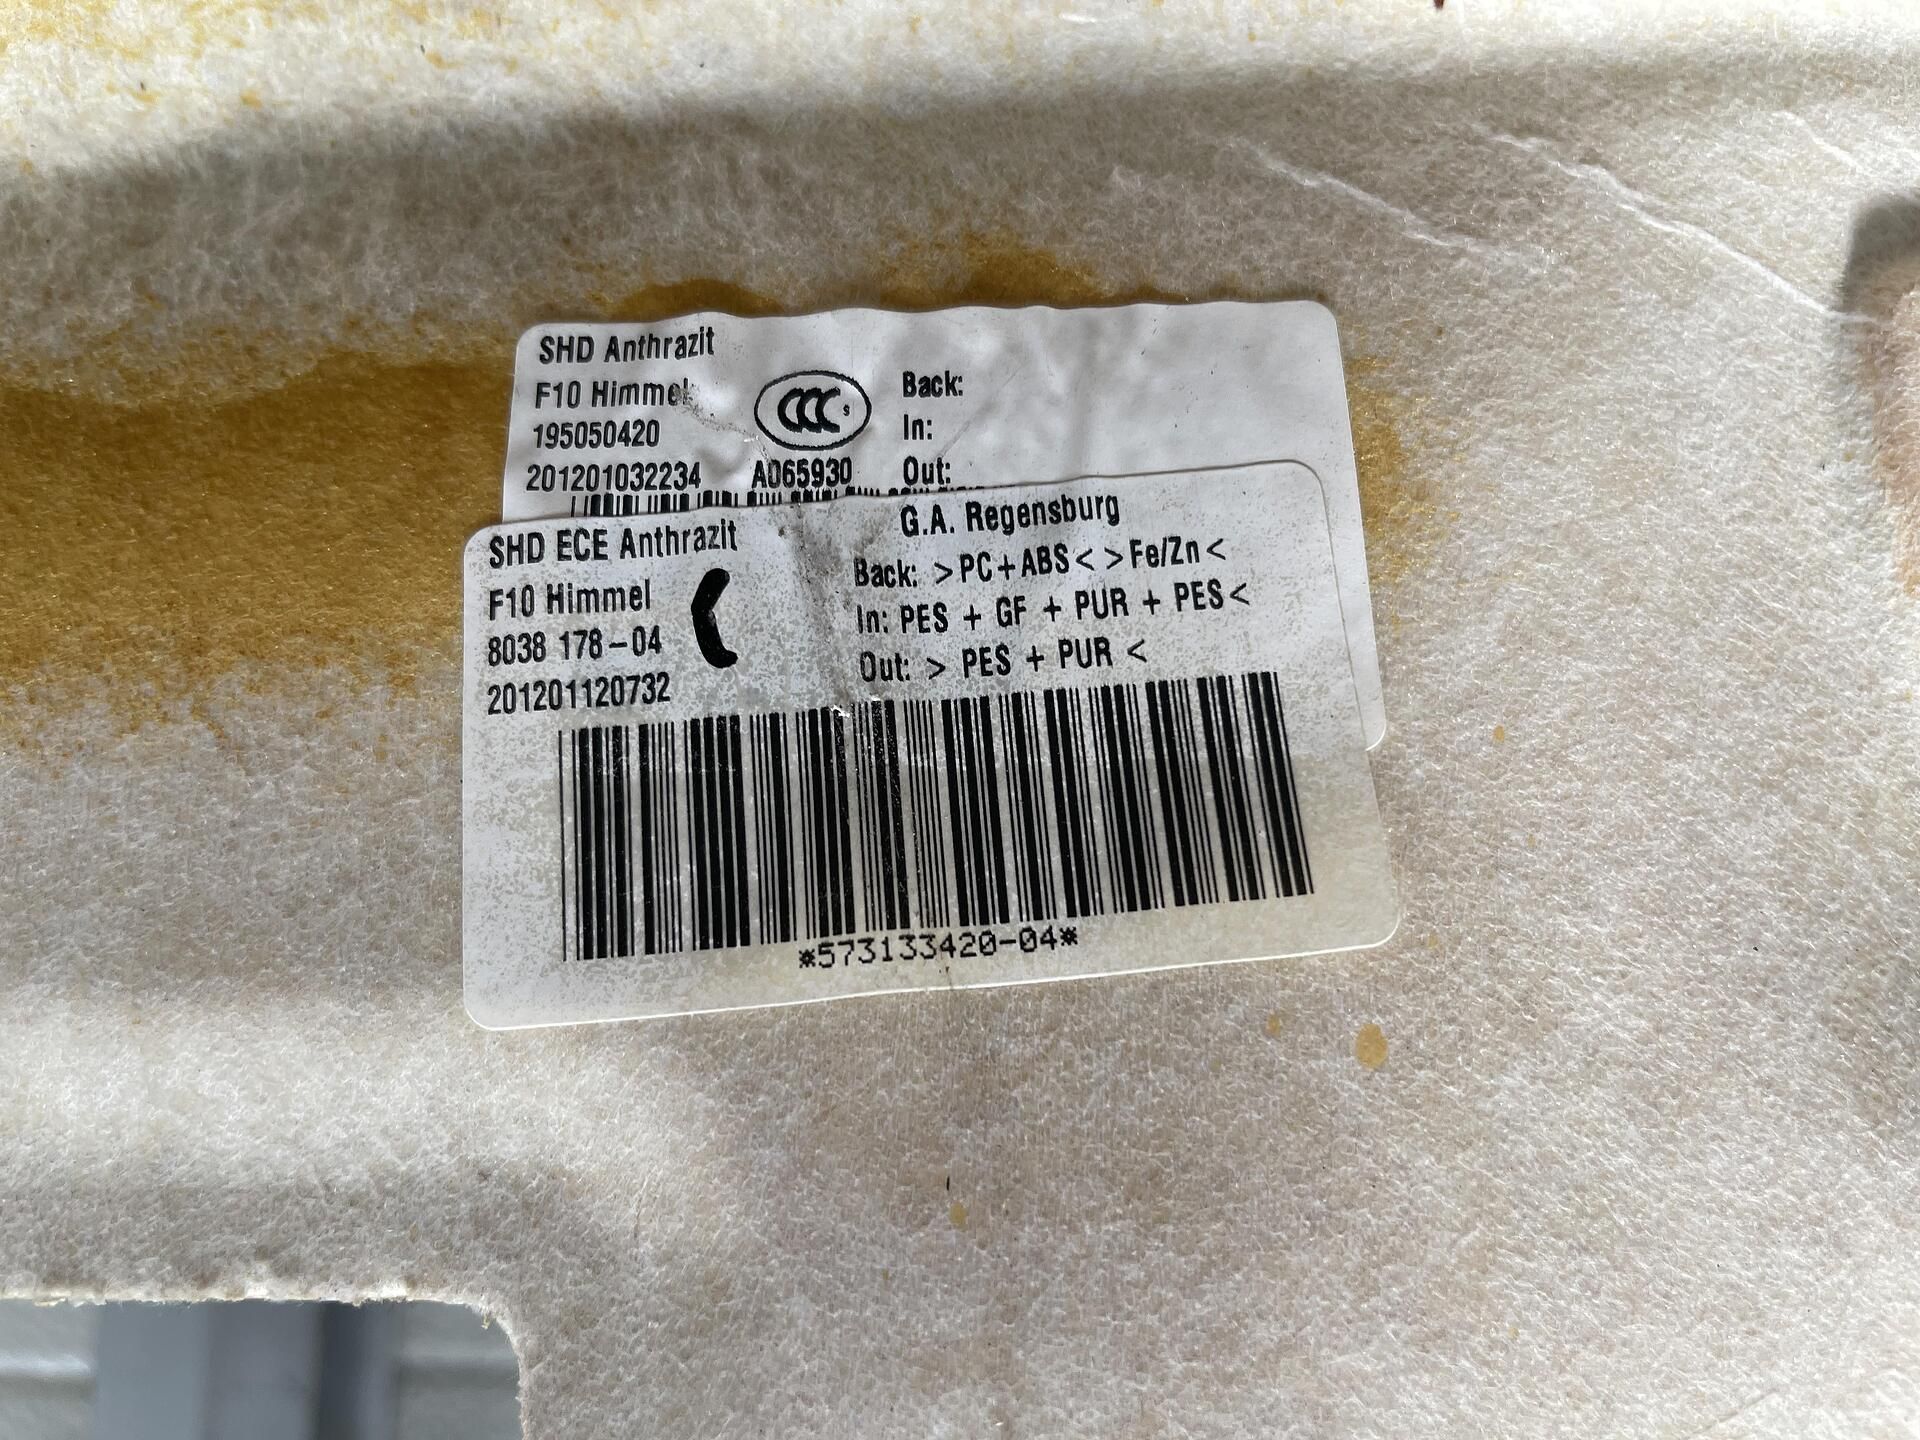 SHD Anthrazit
F10 Himmel
195050420
201201032234 A065930
CCC S
Back:
In:
Out:
SHD ECE Anthrazit
F10 Himmel
8038 178-04
201201120732
G.A. Regensburg
Back: >PC+ABS< >Fe/Zn<
In: PES + GF + PUR + PES<
Out: > PES + PUR <
*573133420-04*